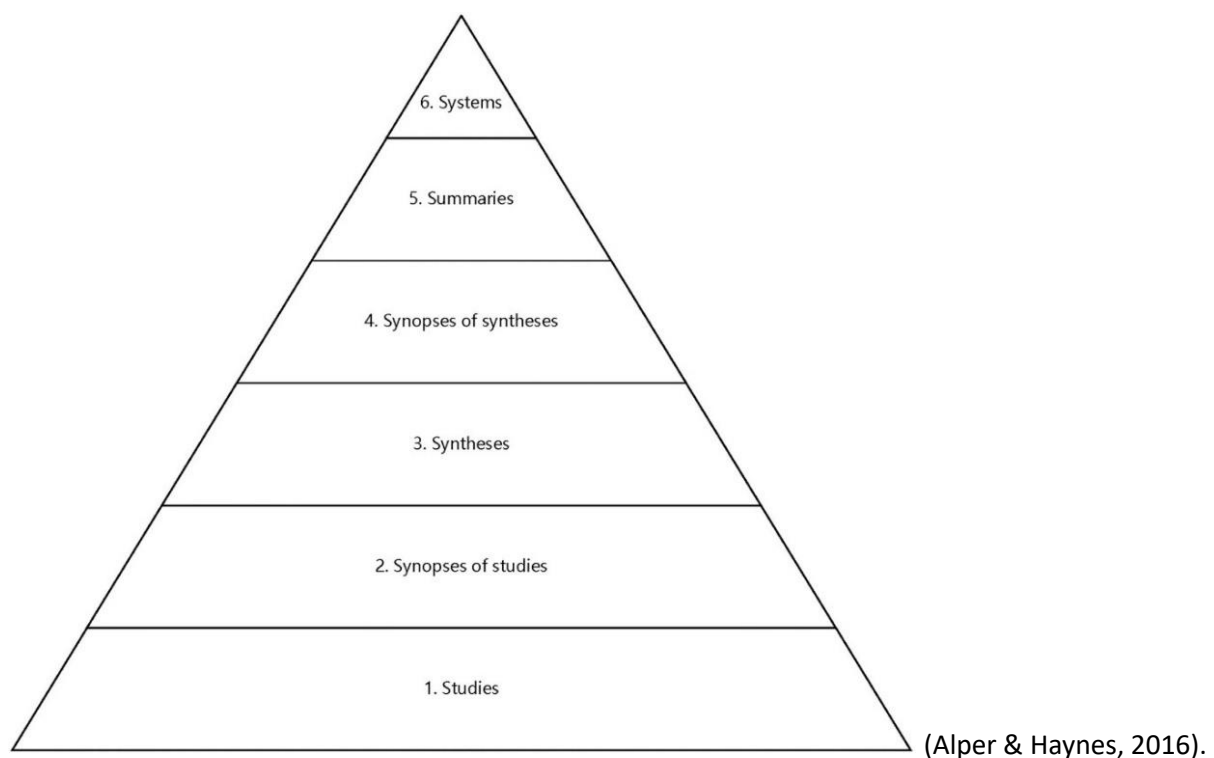 6. Systems
5. Summaries
4. Synopses of syntheses
3. Syntheses
2. Synopses of studies
1. Studies
(Alper & Haynes, 2016).